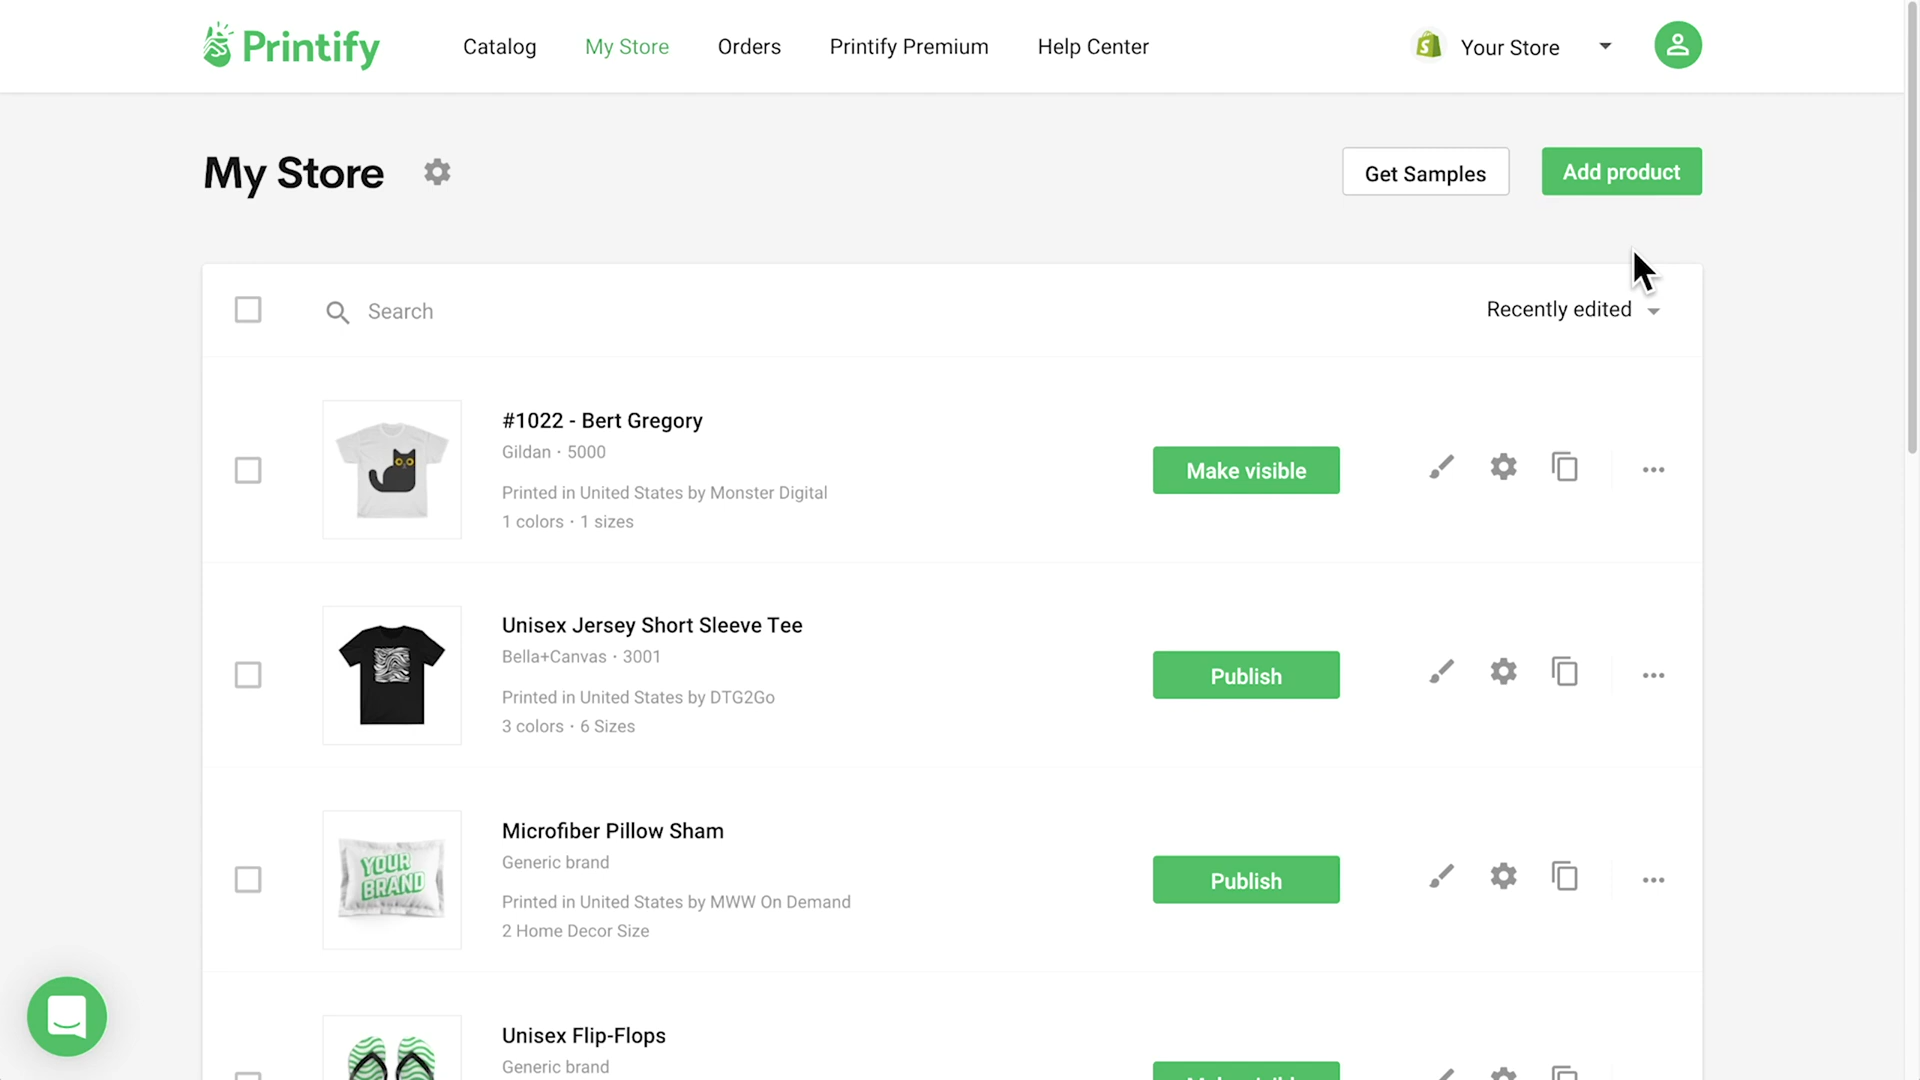 Printify
Catalog
My Store
Orders
Printify Premium
Help Center
Your Store
My Store
Get Samples
Add product
Search
Recently edited
#1022 - Bert Gregory
Gildan · 5000
Printed in United States by Monster Digital
1 colors · 1 sizes
Make visible
Unisex Jersey Short Sleeve Tee
Bella+Canvas · 3001
Printed in United States by DTG2Go
3 colors · 6 Sizes
Publish
YOUR
BRAND
Microfiber Pillow Sham
Generic brand
Printed in United States by MWW On Demand
2 Home Decor Size
Publish
Unisex Flip-Flops
Generic brand